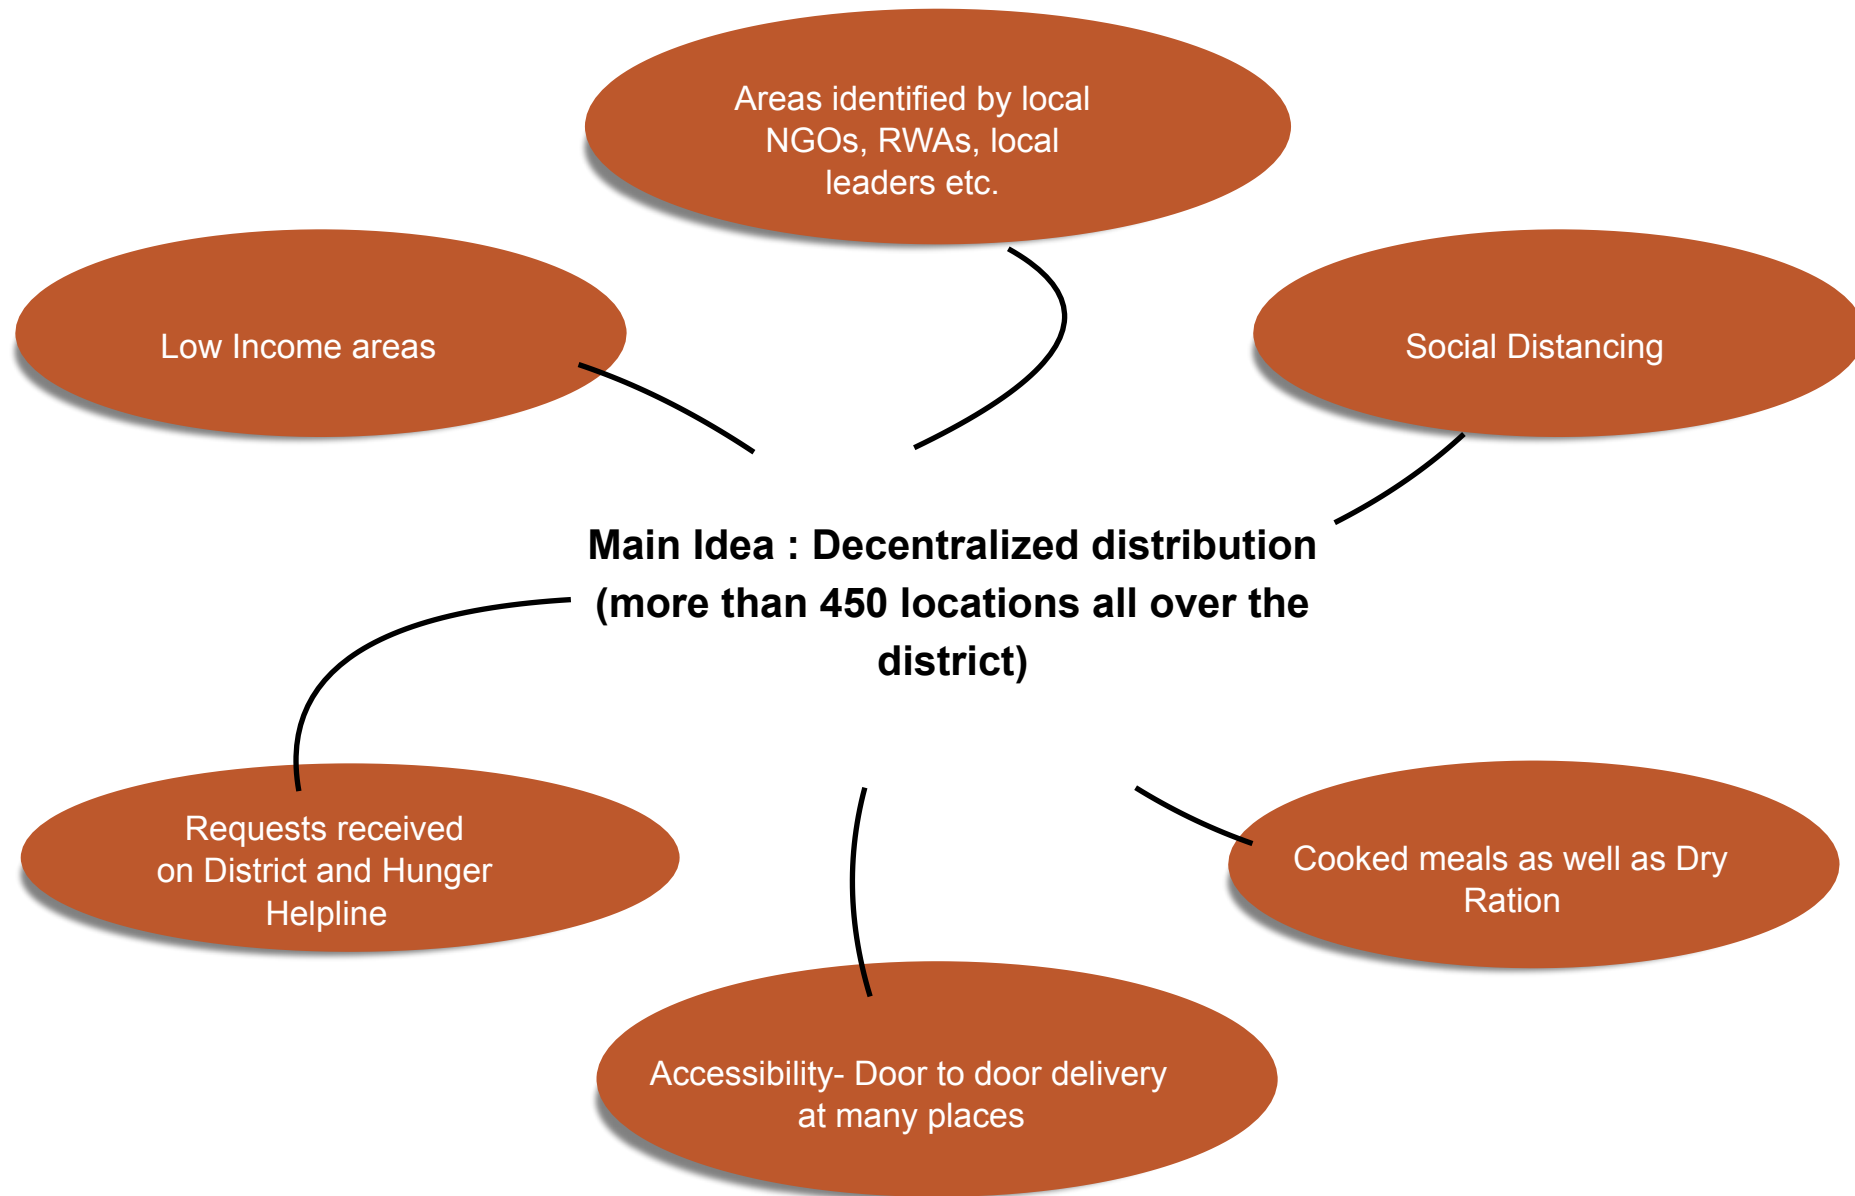 Areas identified by local
NGOs, RWAs, local
leaders etc.
Low Income areas
Social Distancing
Main Idea : Decentralized distribution
(more than 450 locations all over the
district)
Requests received
on District and Hunger
Helpline
Cooked meals as well as Dry
Ration
Accessibility- Door to door delivery
at many places